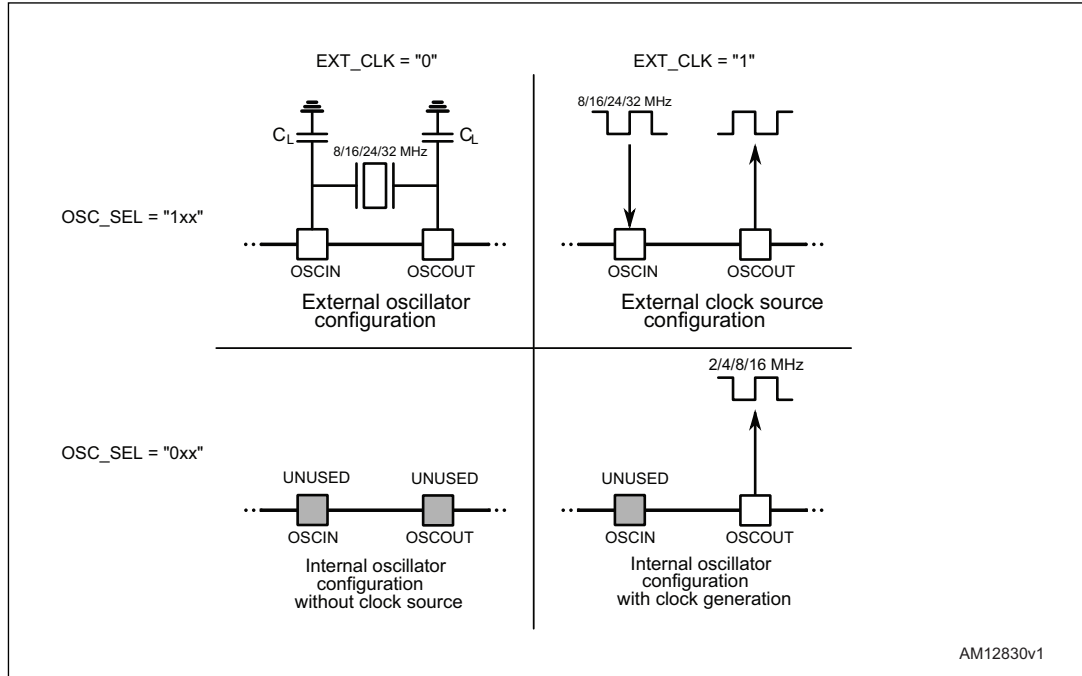 EXT_CLK = "0"
EXT_CLK = "1"
8/16/24/32 MHz
CL
CL
8/16/24/32 MHz
OSC_SEL = "1xx"
OSCIN
OSCOUT
OSCIN
OSCOUT
External oscillator
configuration
External clock source
configuration
2/4/8/16 MHz
OSC_SEL = "0xx"
UNUSED
UNUSED
UNUSED
OSCIN
OSCOUT
OSCIN
OSCOUT
Internal oscillator
configuration
without clock source
Internal oscillator
configuration
with clock generation
AM12830v1